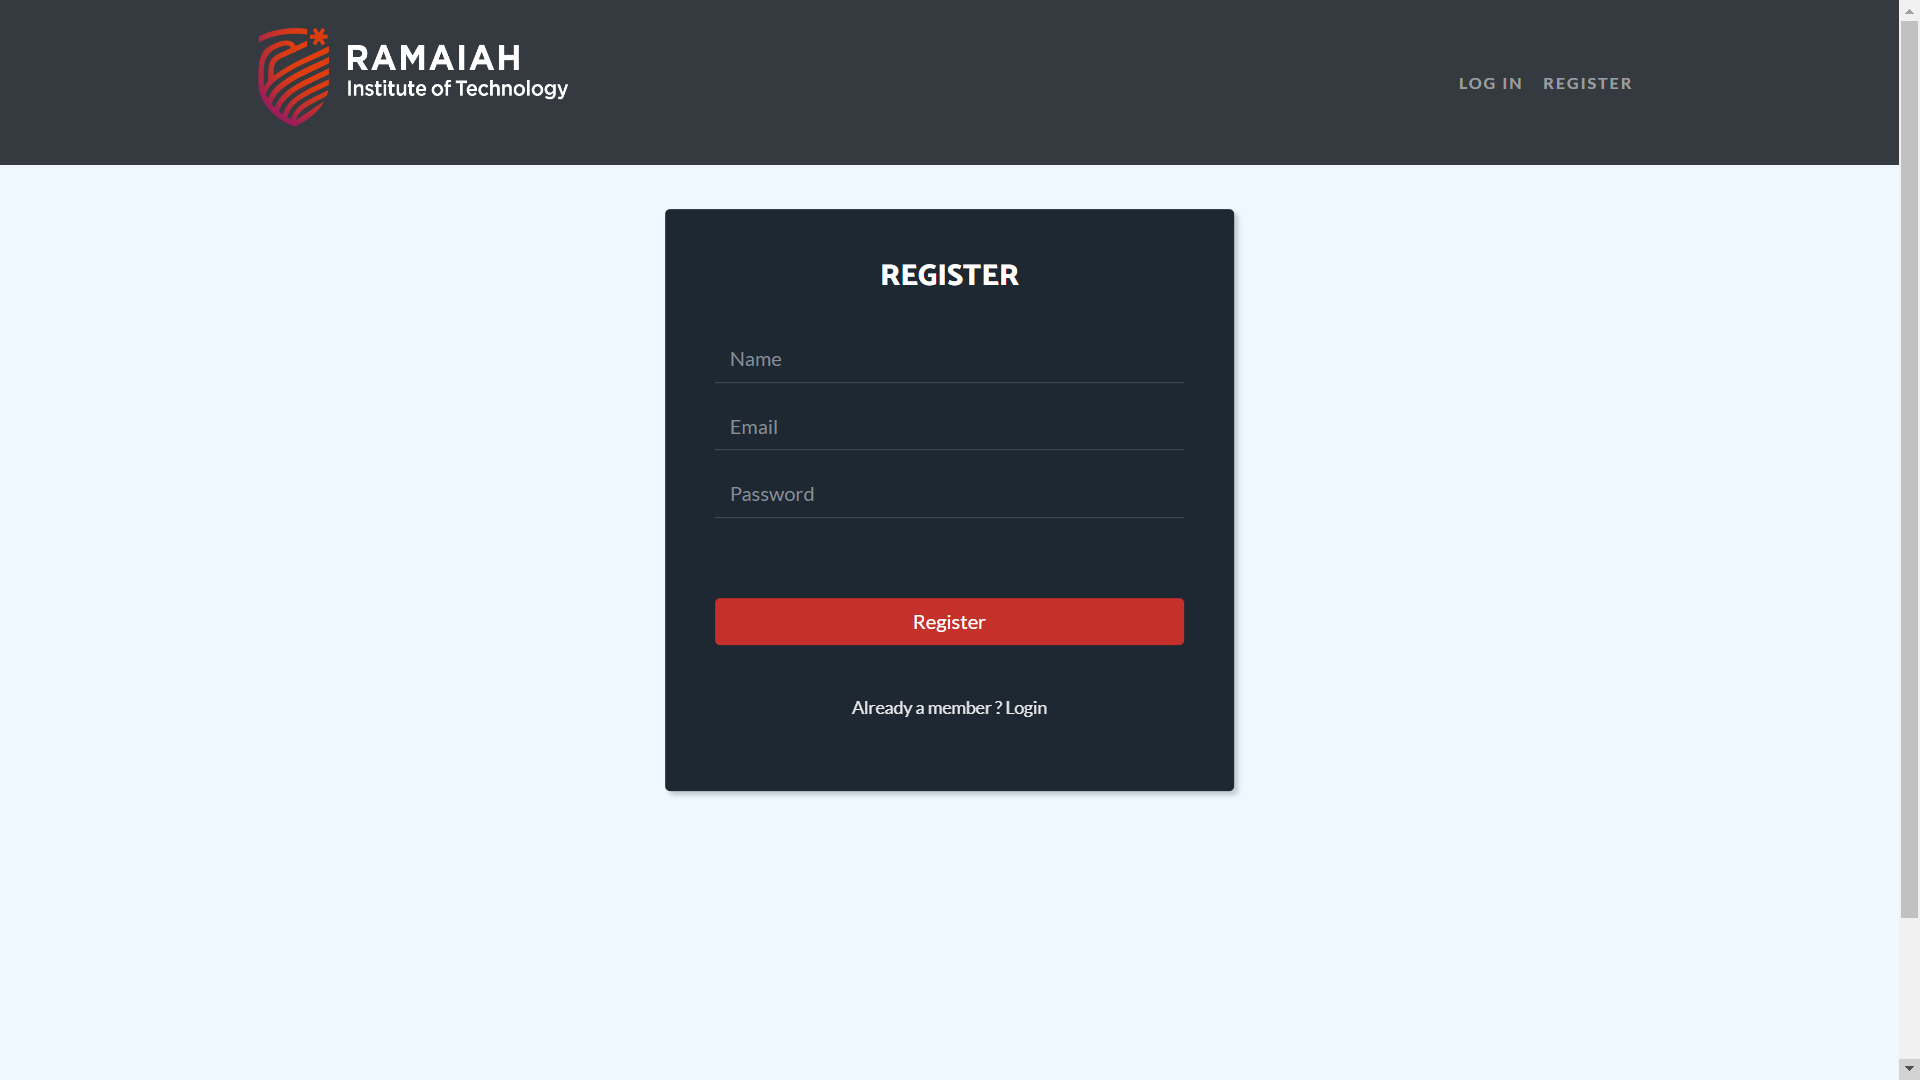 RAMAIAH
Institute of Technology
LOG IN REGISTER
REGISTER
Name
Email
Password
Register
Already a member ? Login